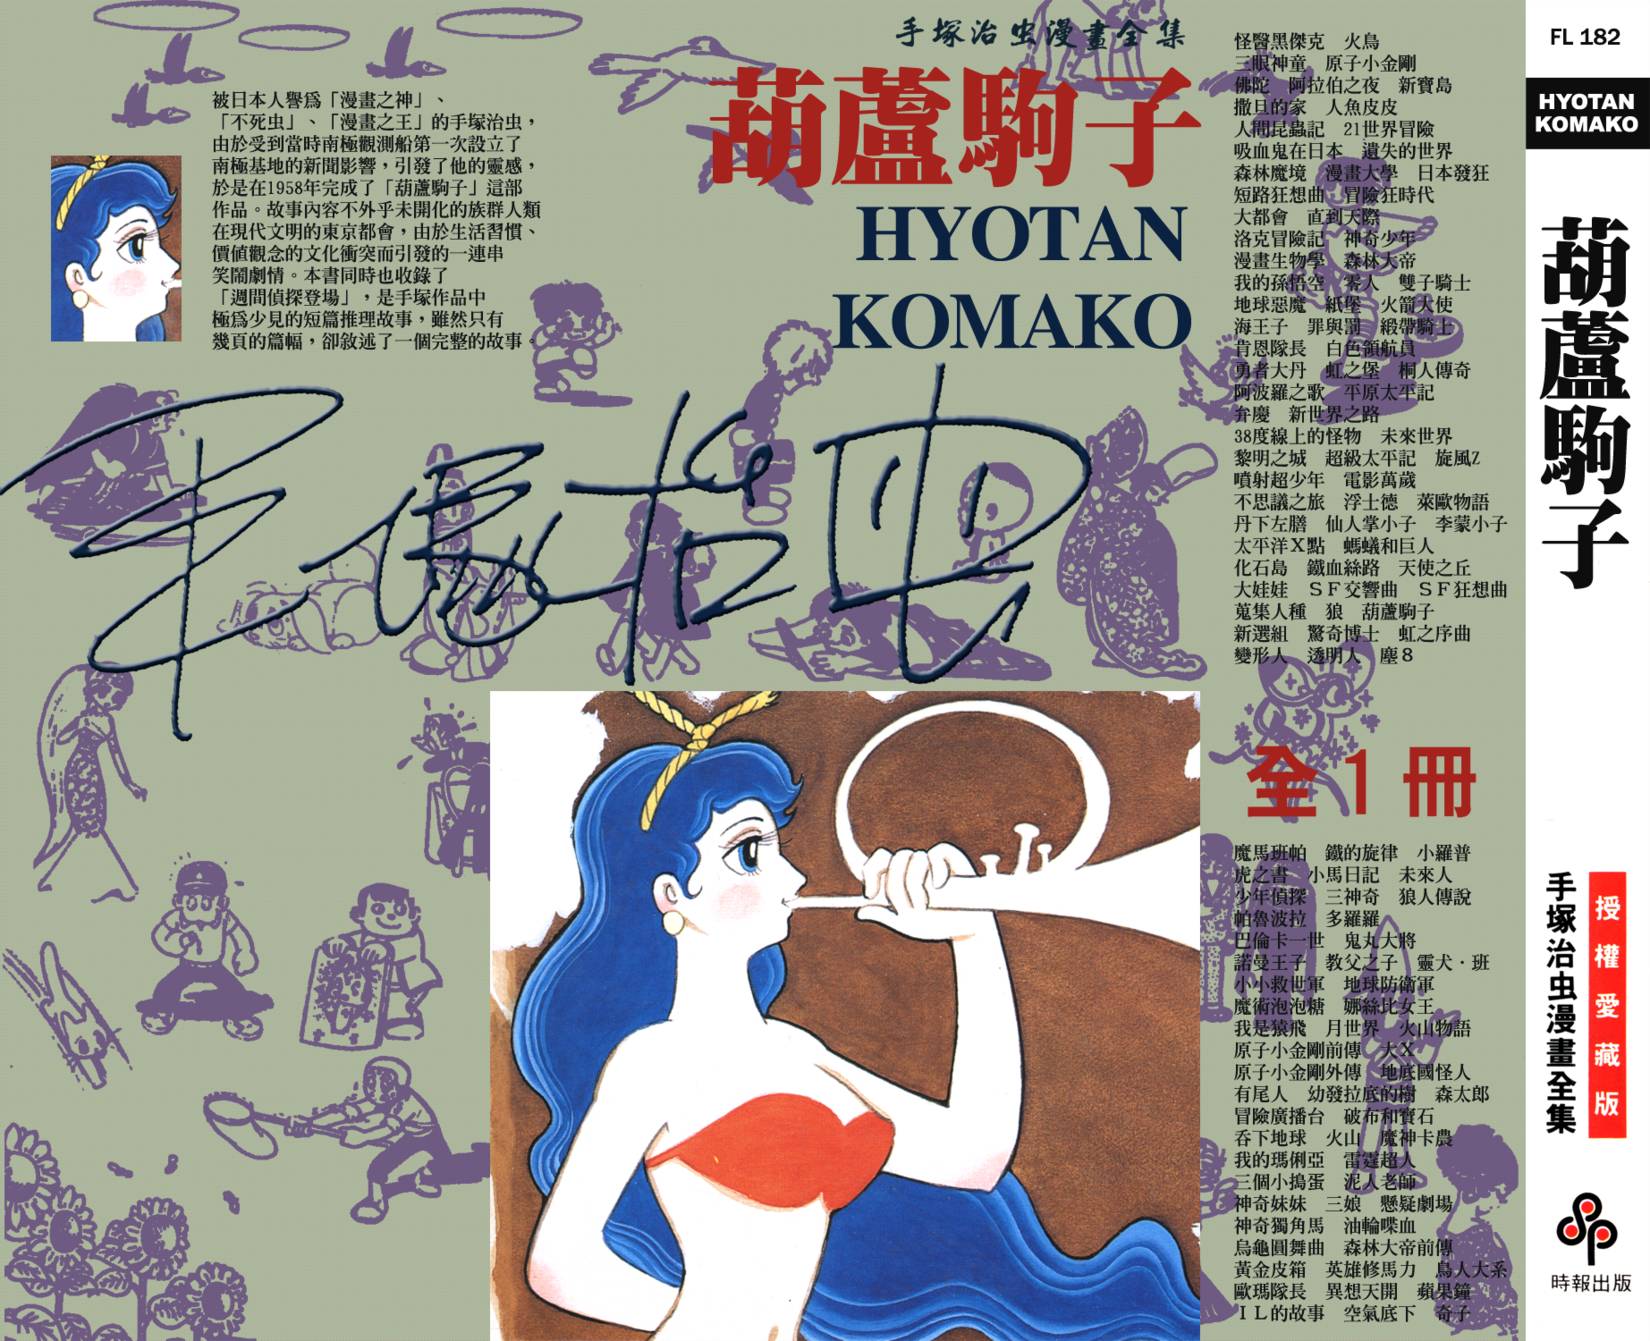 手塚治虫漫畫全集
葫蘆駒子
HYOTAN
KOMAKO
被日本人譽爲「漫畫之神」、
「不死虫」、「漫畫之王」的手塚治虫，
由於受到當時南極觀測船第一次設立了
南極基地的新聞影響，引發了他的靈感，
於是在1958年完成了「葫蘆駒子」這部
作品。故事內容不外乎未開化的族群人類
在現代文明的東京都會，由於生活習慣、
價值觀念的文化衝突而引發的一連串
笑鬧劇情。本書同時也收錄了
「週間偵探登場」，是手塚作品中
極爲少見的短篇推理故事，雖然只有
幾頁的篇幅，卻敘述了一個完整的故事。
怪醫黑傑克　火鳥
三眼神童　原子小金剛
佛陀　阿拉伯之夜　新寶島
撒旦的家　人魚皮皮
人間昆蟲記　21世界冒險
吸血鬼在日本　遺失的世界
森林魔境　漫畫大學　日本發狂
短路狂想曲　冒險狂時代
大都會　直到天際
洛克冒險記　神奇少年
漫畫生物學　森林大帝
我的孫悟空　零人　雙子騎士
地球惡魔　紙堡　火箭大使
海王子　罪與罰　緞帶騎士
肯恩隊長　白色領航員
勇者大丹　虹之堡　桐人傳奇
阿波羅之歌　平原太平記
弁慶　新世界之路
38度線上的怪物　未來世界
黎明之城　超級太平記　旋風Z
噴射超少年　電影萬歲
不思議之旅　浮士德　萊歐物語
丹下左膳　仙人掌小子　李蒙小子
太平洋X點　螞蟻和巨人
化石島　鐵血絲路　天使之丘
大娃娃　ＳＦ交響曲　ＳＦ狂想曲
蒐集人種　狼　葫蘆駒子
新選組　驚奇博士　虹之序曲
變形人　透明人　塵8
全1冊
魔馬班帕　鐵的旋律　小羅普
虎之書　小馬日記　未來人
少年偵探　三神奇　狼人傳說
帕魯波拉　多羅羅
巴倫卡一世　鬼丸大將
諾曼王子　教父之子　靈犬·班
小小救世軍　地球防衛軍
魔術泡泡糖　娜絲比女王
我是猿飛　月世界　火山物語
原子小金剛前傳　大X
原子小金剛外傳　地底國怪人
有尾人　幼發拉底的樹　森太郎
冒險廣播台　破布和寶石
吞下地球　火山　魔神卡農
我的瑪俐亞　雷霆超人
三個小搗蛋　泥人老師
神奇妹妹　三娘　懸疑劇場
神奇獨角馬　油輪喋血
烏龜圓舞曲　森林大帝前傳
黃金皮箱　英雄修馬力　鳥人大系
歐瑪隊長　異想天開　蘋果鐘
ＩＬ的故事　空氣底下　奇子
FL 182
HYOTAN
KOMAKO
葫蘆駒子
授權愛藏版
手塚治虫漫畫全集
時報出版